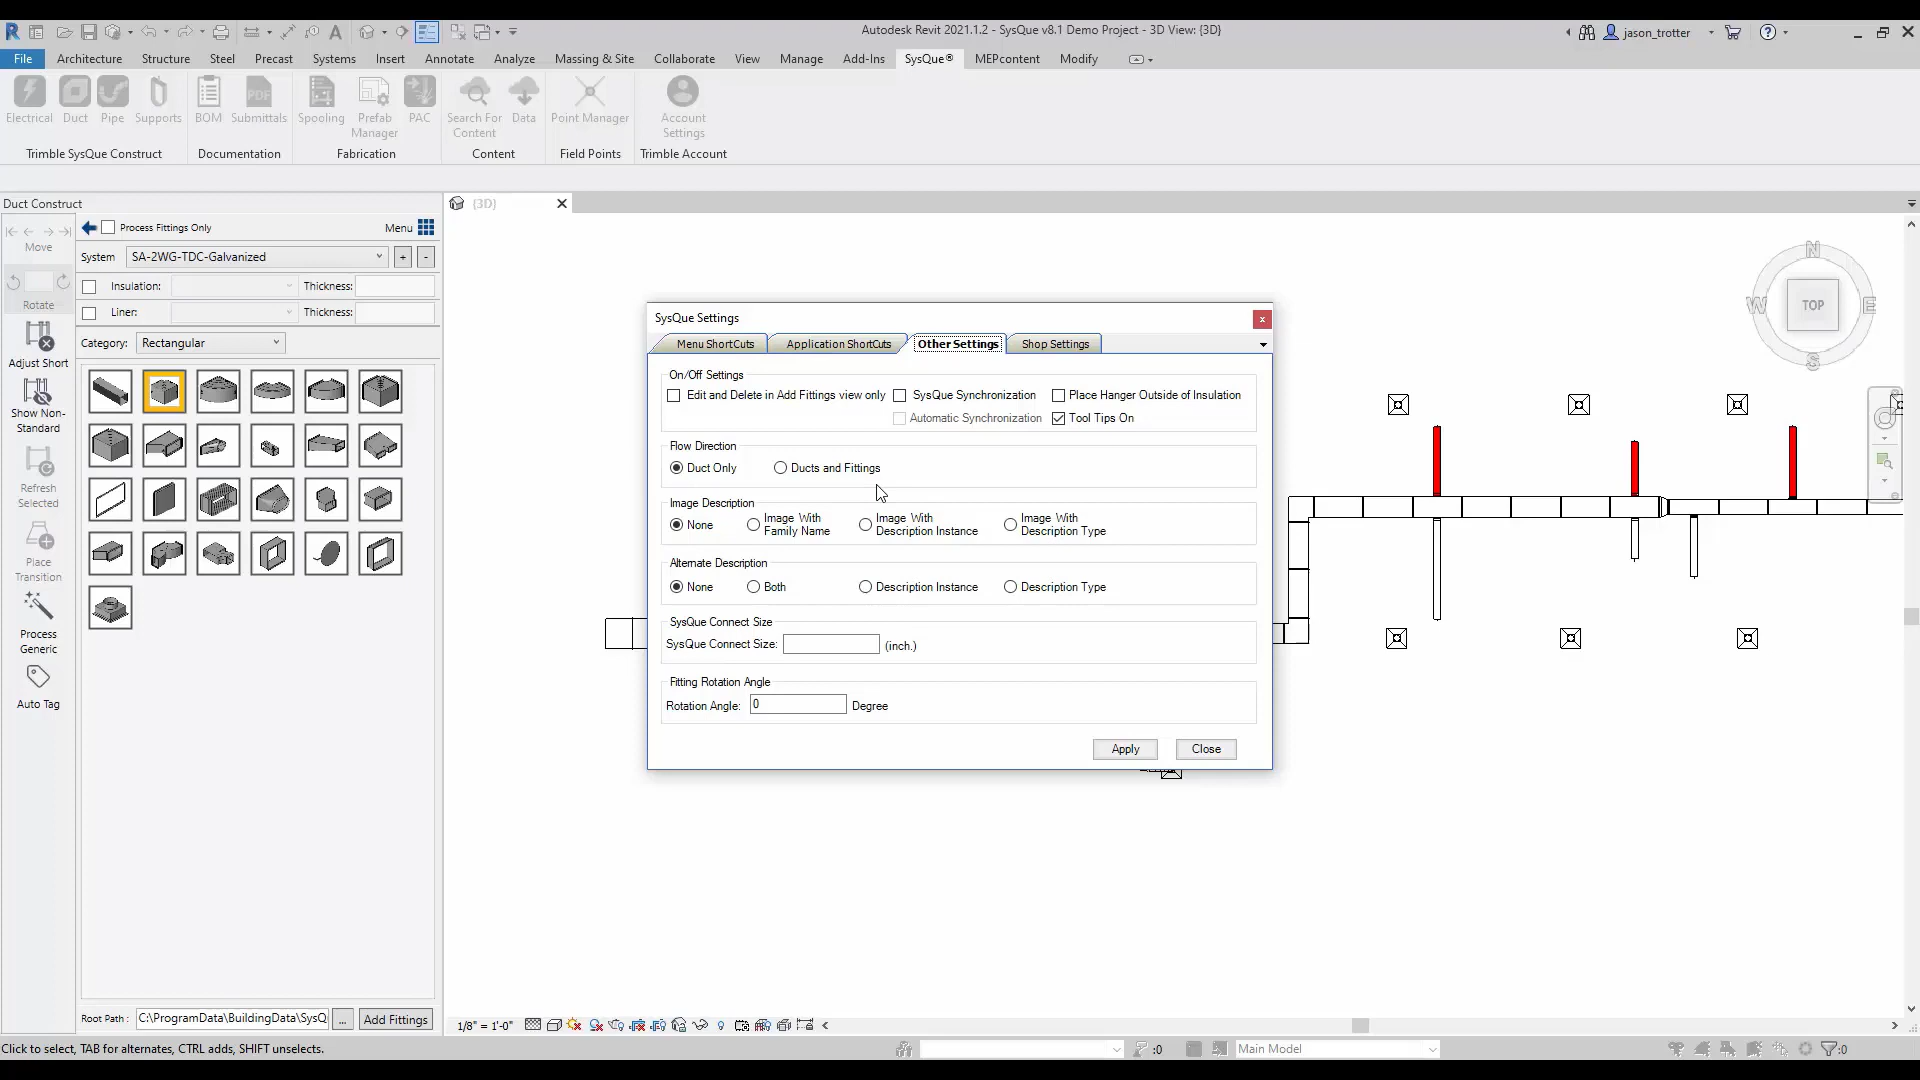 Autodesk Revit 2021.1.2 - SysQue v8.1 Demo Project - 3D View: {3D}
jason_trotter
File Architecture Structure Steel Precast Systems Insert Annotate Analyze Massing & Site Collaborate View Manage Add-Ins SysQue® MEPcontent Modify
Electrical Duct Pipe Supports BOM Submittals Spooling Prefab Manager PAC Search For Content Data Point Manager Account Settings
Trimble SysQue Construct Documentation Fabrication Content Field Points Trimble Account
Duct Construct
{3D}
Process Fittings Only Menu
Move
System SA-2WG-TDC-Galvanized + -
Insulation: Thickness:
Rotate
Liner: Thickness:
Category: Rectangular
Adjust Short
Show Non-Standard
Refresh Selected
Place Transition
Process Generic
Auto Tag
Root Path : C:\ProgramData\BuildingData\SysQ ... Add Fittings
SysQue Settings
Menu ShortCuts Application ShortCuts Other Settings Shop Settings
On/Off Settings
Edit and Delete in Add Fittings view only SysQue Synchronization Place Hanger Outside of Insulation
Automatic Synchronization Tool Tips On
Flow Direction
Duct Only Ducts and Fittings
Image Description
None Image With Family Name Image With Description Instance Image With Description Type
Alternate Description
None Both Description Instance Description Type
SysQue Connect Size
SysQue Connect Size: (inch.)
Fitting Rotation Angle
Rotation Angle: 0 Degree
Apply Close
N
W TOP E
S
1/8" = 1'-0"
Click to select, TAB for alternates, CTRL adds, SHIFT unselects.
:0 Main Model :0